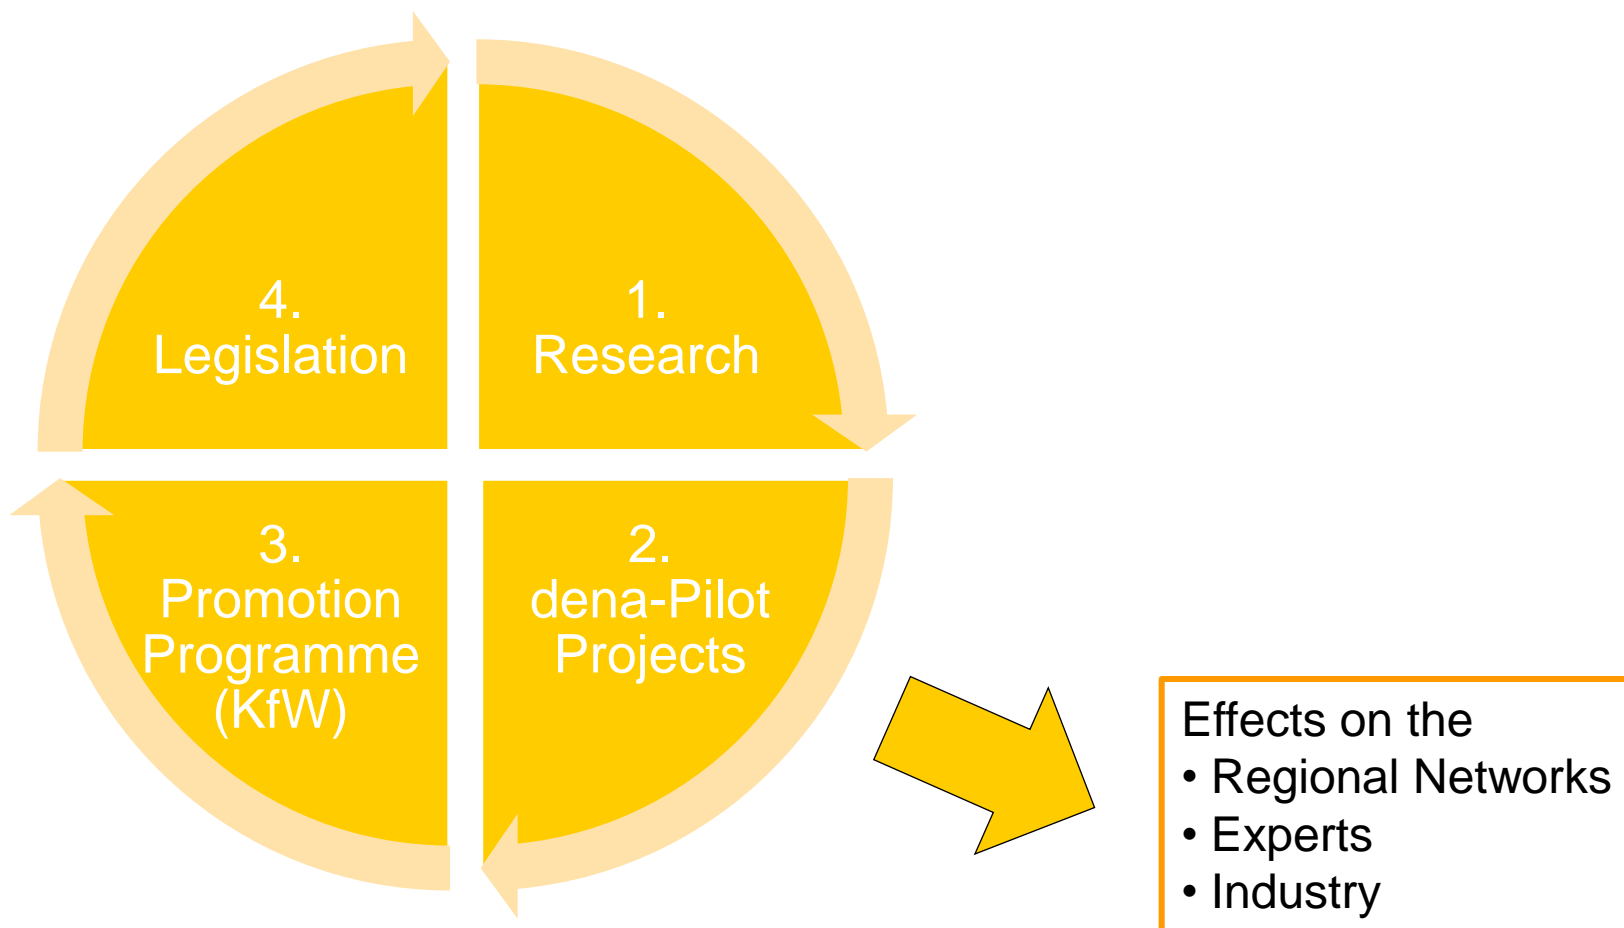 4.
Legislation
1.
Research
3.
Promotion
Programme
(KfW)
2.
dena-Pilot
Projects
Effects on the
• Regional Networks
• Experts
• Industry